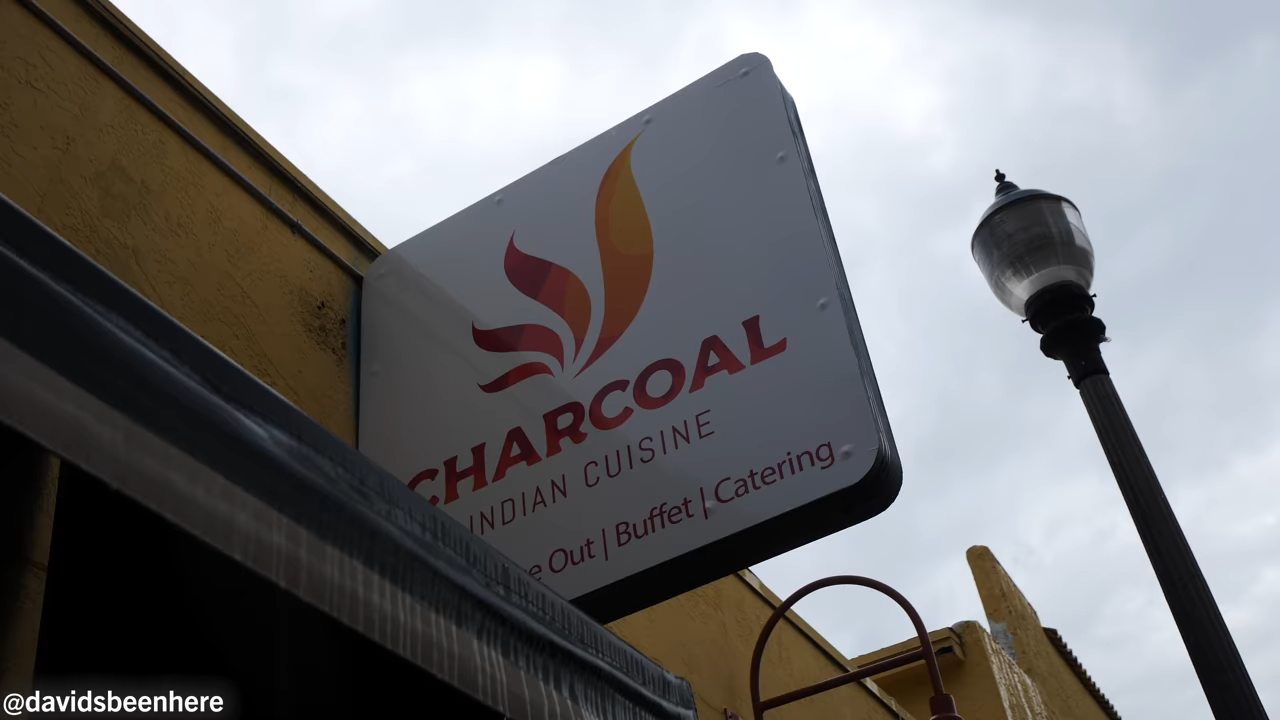 CHARCOAL
INDIAN CUISINE
e Out | Buffet | Catering
@davidsbeenhere